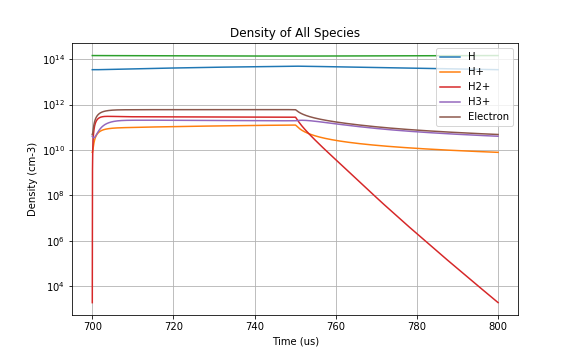 Density of All Species
Density (cm-3)
10^14
10^12
10^10
10^8
10^6
10^4
H
H+
H2+
H3+
Electron
700
720
740
760
780
800
Time (us)